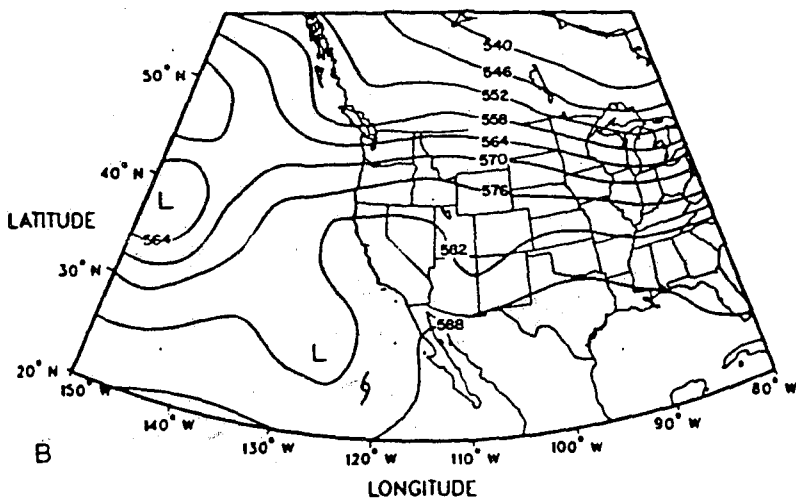 540
546
50° N
552
558
564
570
40° N
576
L
LATITUDE
564
582
30° N
588
L
20° N
150° W
80° W
140° W
90° W
130° W
100° W
120° W
110° W
B
LONGITUDE